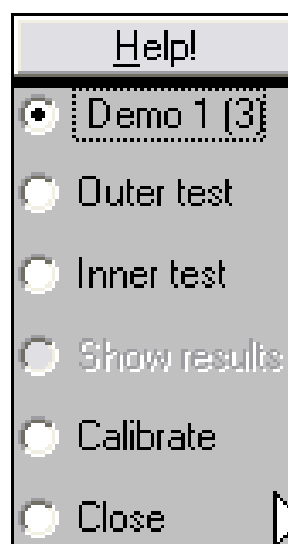 Help!
Demo 1 (3)
Outer test
Inner test
Show results
Calibrate
Close